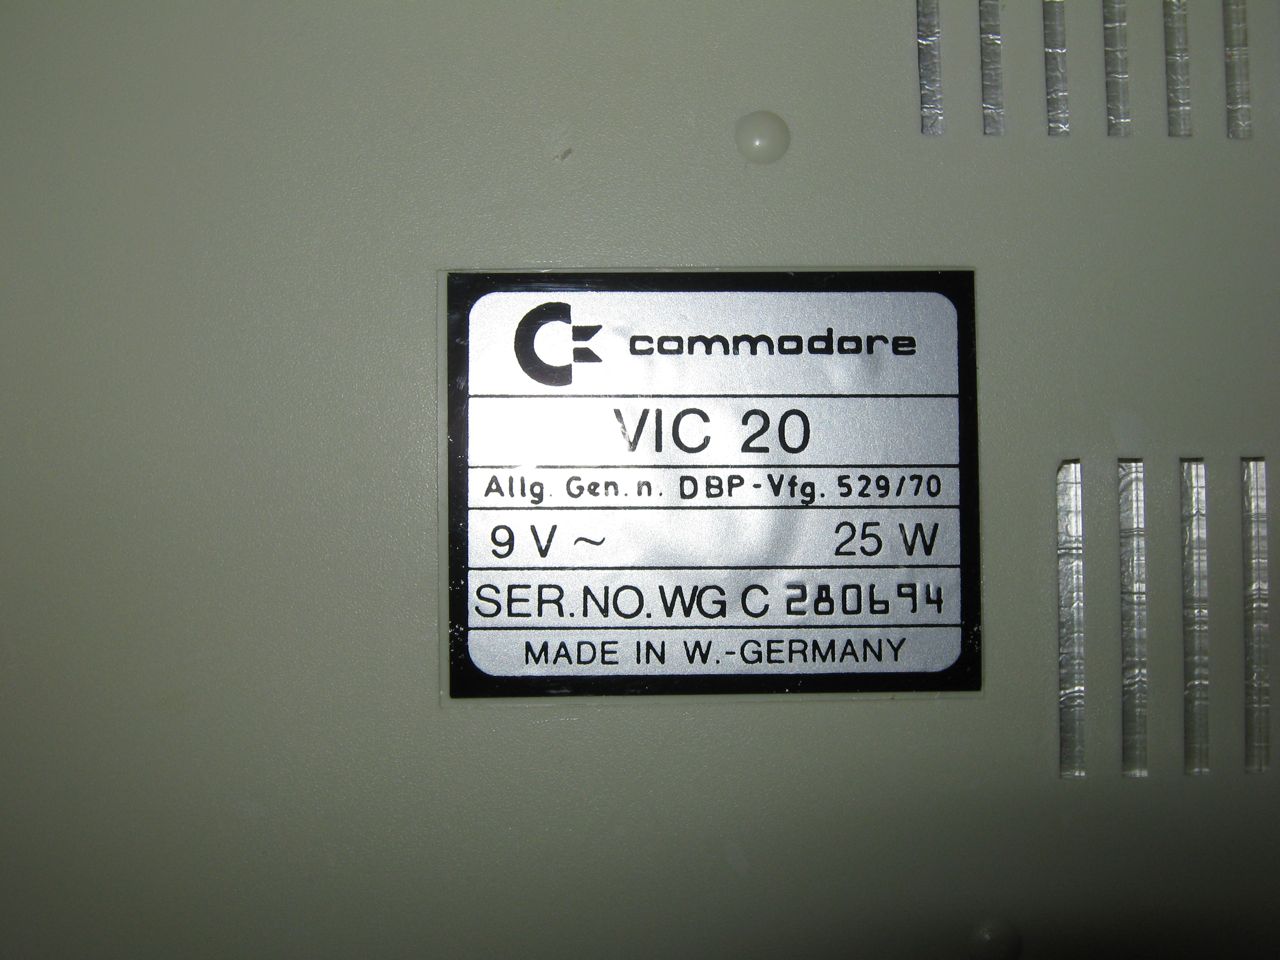 commodore
VIC 20
Allg. Gen. n. DBP-Vfg. 529/70
9 V ~ 25 W
SER.NO.WG C 280694
MADE IN W.-GERMANY